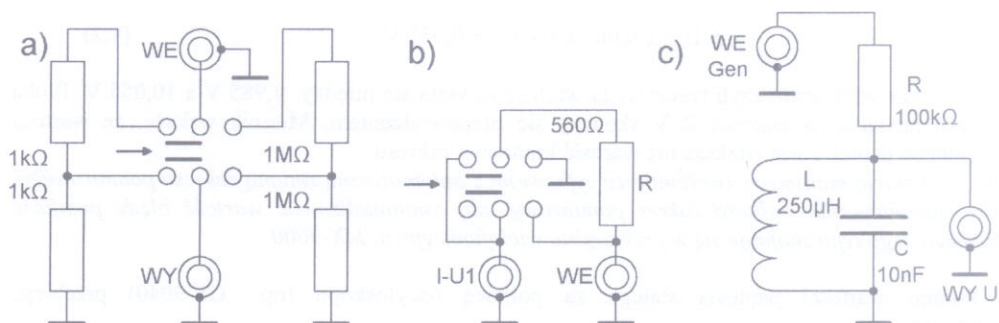 a)
WE
1kΩ
1kΩ
1MΩ
1MΩ
WY
b)
560Ω
R
I-U1
WE
c)
WE
Gen
R
100kΩ
L
250μH
C
10nF
WY U